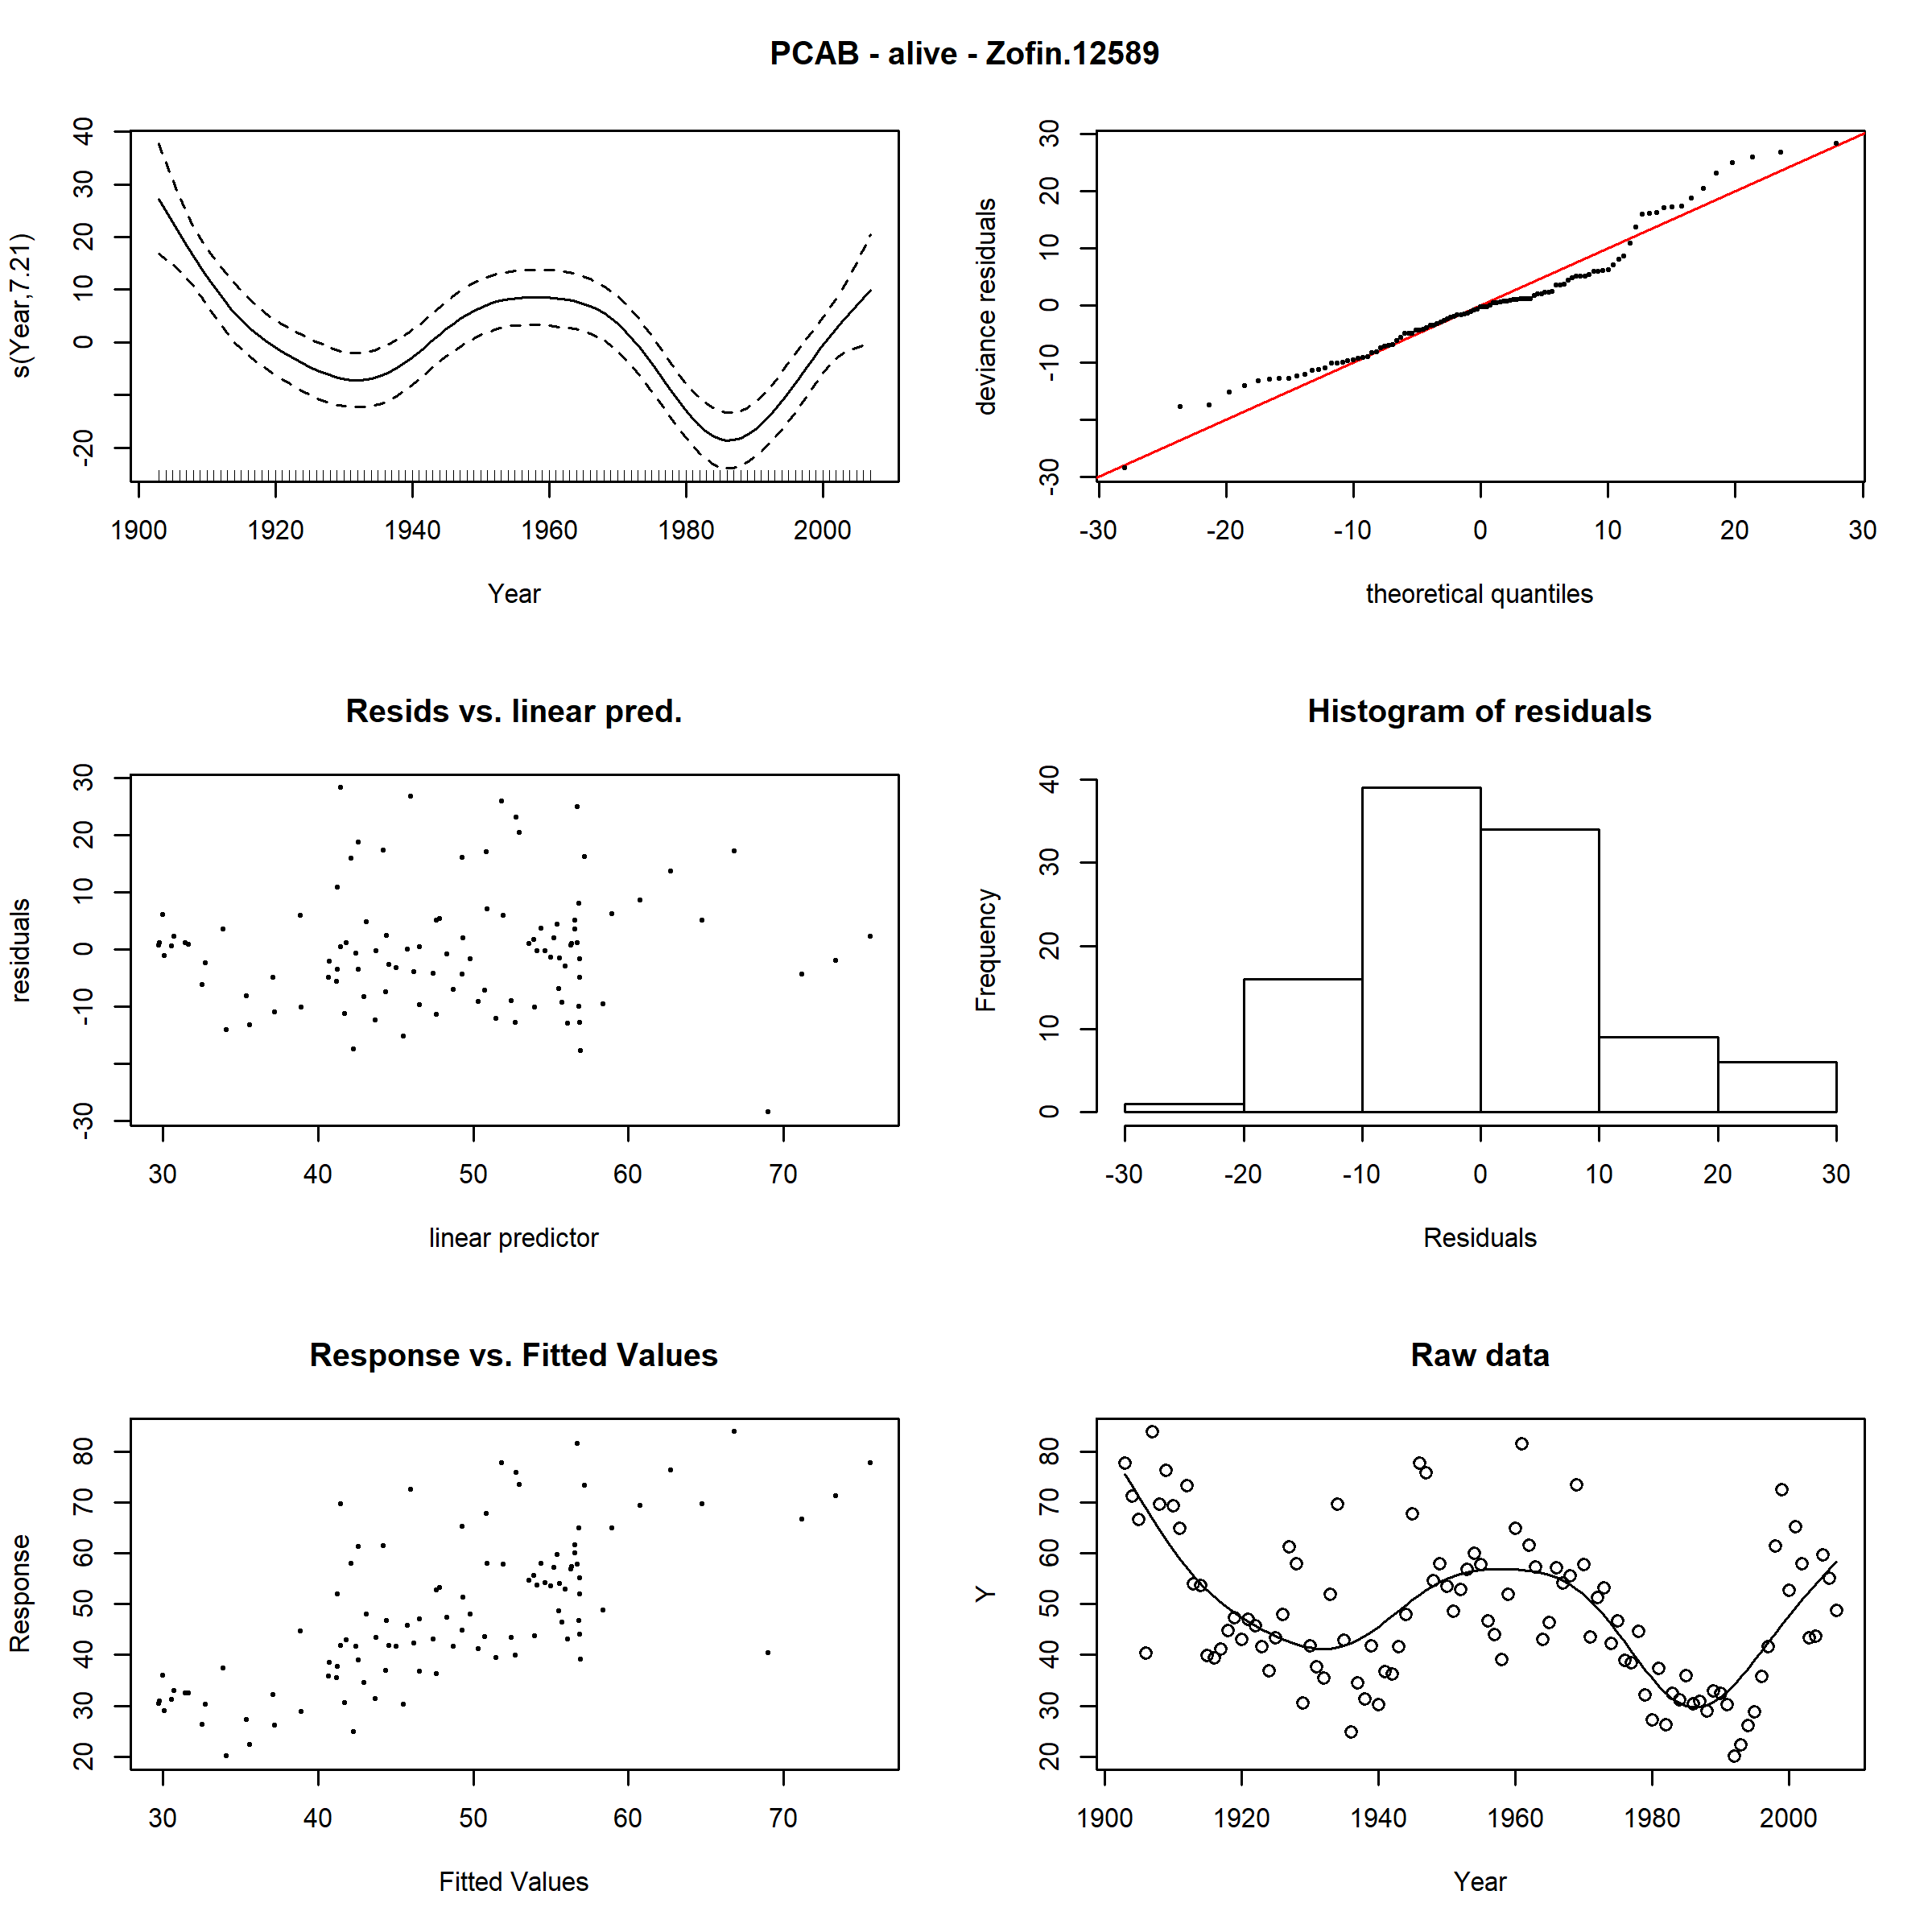 PCAB - alive - Zofin.12589
s(Year,7.21)
-20 0 10 20 30 40
1900 1920 1940 1960 1980 2000
Year
deviance residuals
-30 -10 0 10 20 30
-30 -20 -10 0 10 20 30
theoretical quantiles
Resids vs. linear pred.
residuals
-30 -10 0 10 20 30
30 40 50 60 70
linear predictor
Histogram of residuals
Frequency
0 10 20 30 40
-30 -20 -10 0 10 20 30
Residuals
Response vs. Fitted Values
Response
20 30 40 50 60 70 80
30 40 50 60 70
Fitted Values
Raw data
Y
20 30 40 50 60 70 80
1900 1920 1940 1960 1980 2000
Year